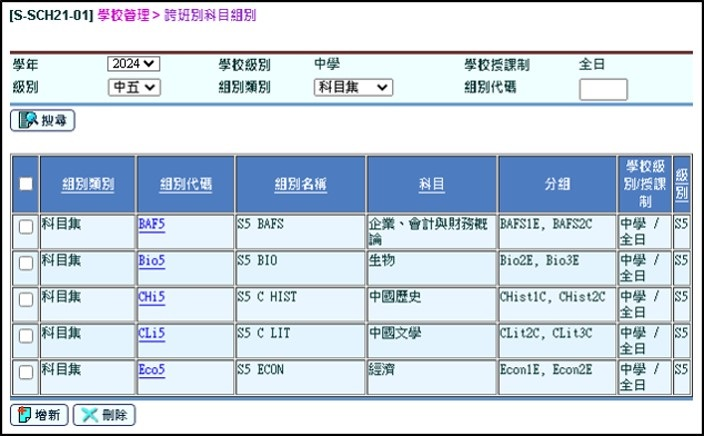 [S-SCH21-01] 學校管理 > 跨班別科目組別
學年 2024 學校級別 中學 學校授課制 全日
級別 中五 組別類別 科目集 組別代碼
搜尋
組別類別 組別代碼 組別名稱 科目 分組 學校級別/授課制 級別
科目集 BAF5 S5 BAFS 企業、會計與財務概論 BAFS1E, BAFS2C 中學 / 全日 S5
科目集 Bio5 S5 BIO 生物 Bio2E, Bio3E 中學 / 全日 S5
科目集 CHi5 S5 C HIST 中國歷史 CHist1C, CHist2C 中學 / 全日 S5
科目集 CLi5 S5 C LIT 中國文學 CLit2C, CLit3C 中學 / 全日 S5
科目集 Eco5 S5 ECON 經濟 Econ1E, Econ2E 中學 / 全日 S5
增新 刪除